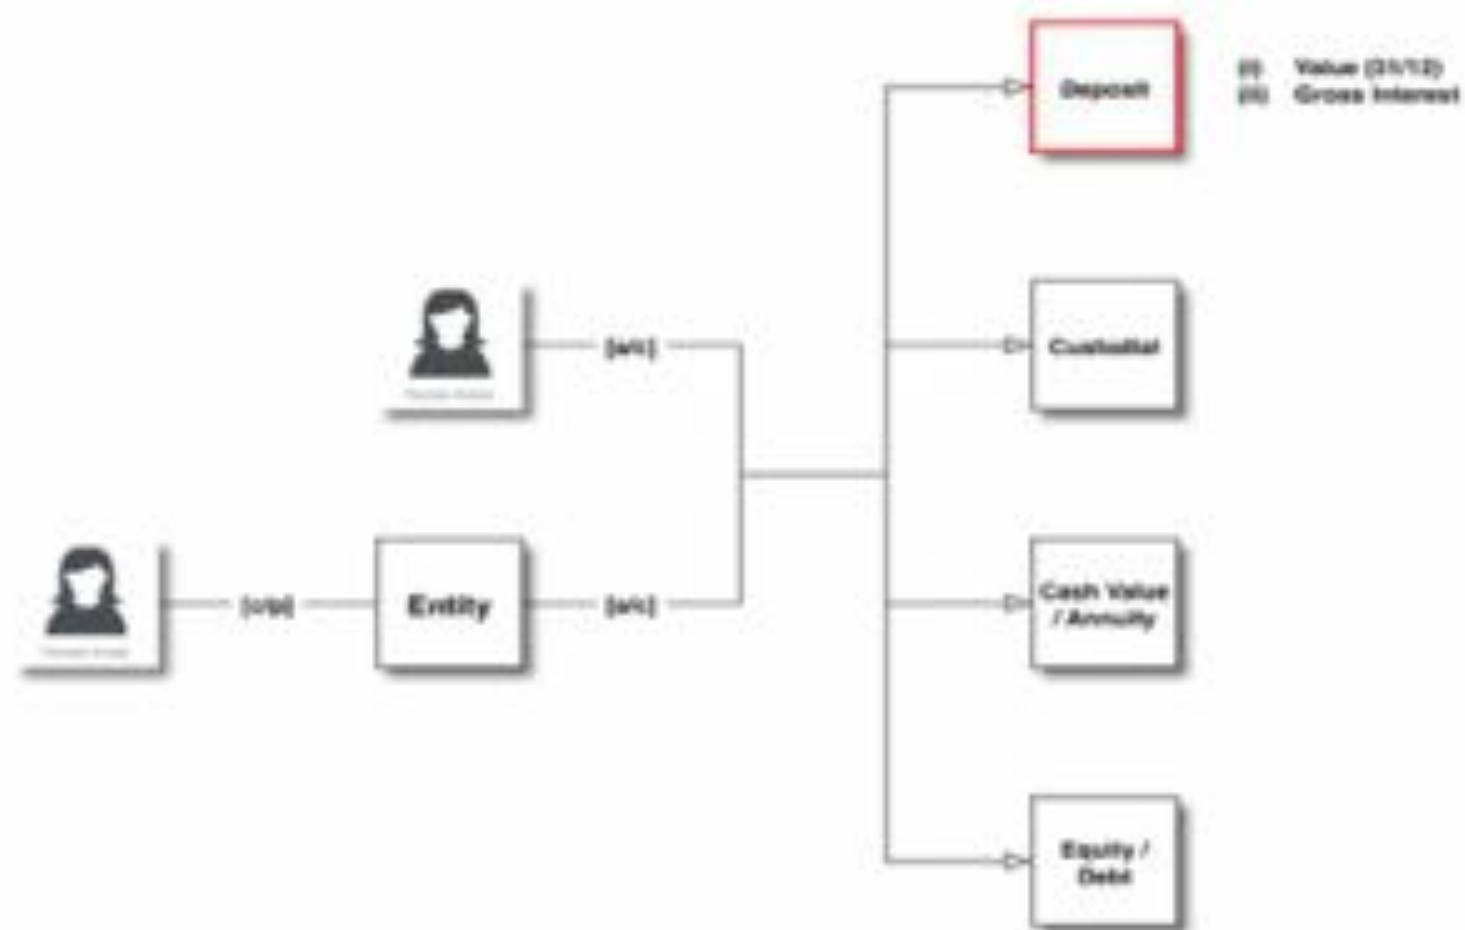 Deposit
(i) Value (31/12)
(ii) Gross Interest
[a/c]
Custodial
[c/p]
Entity
[a/c]
Cash Value
/ Annuity
Equity /
Debt